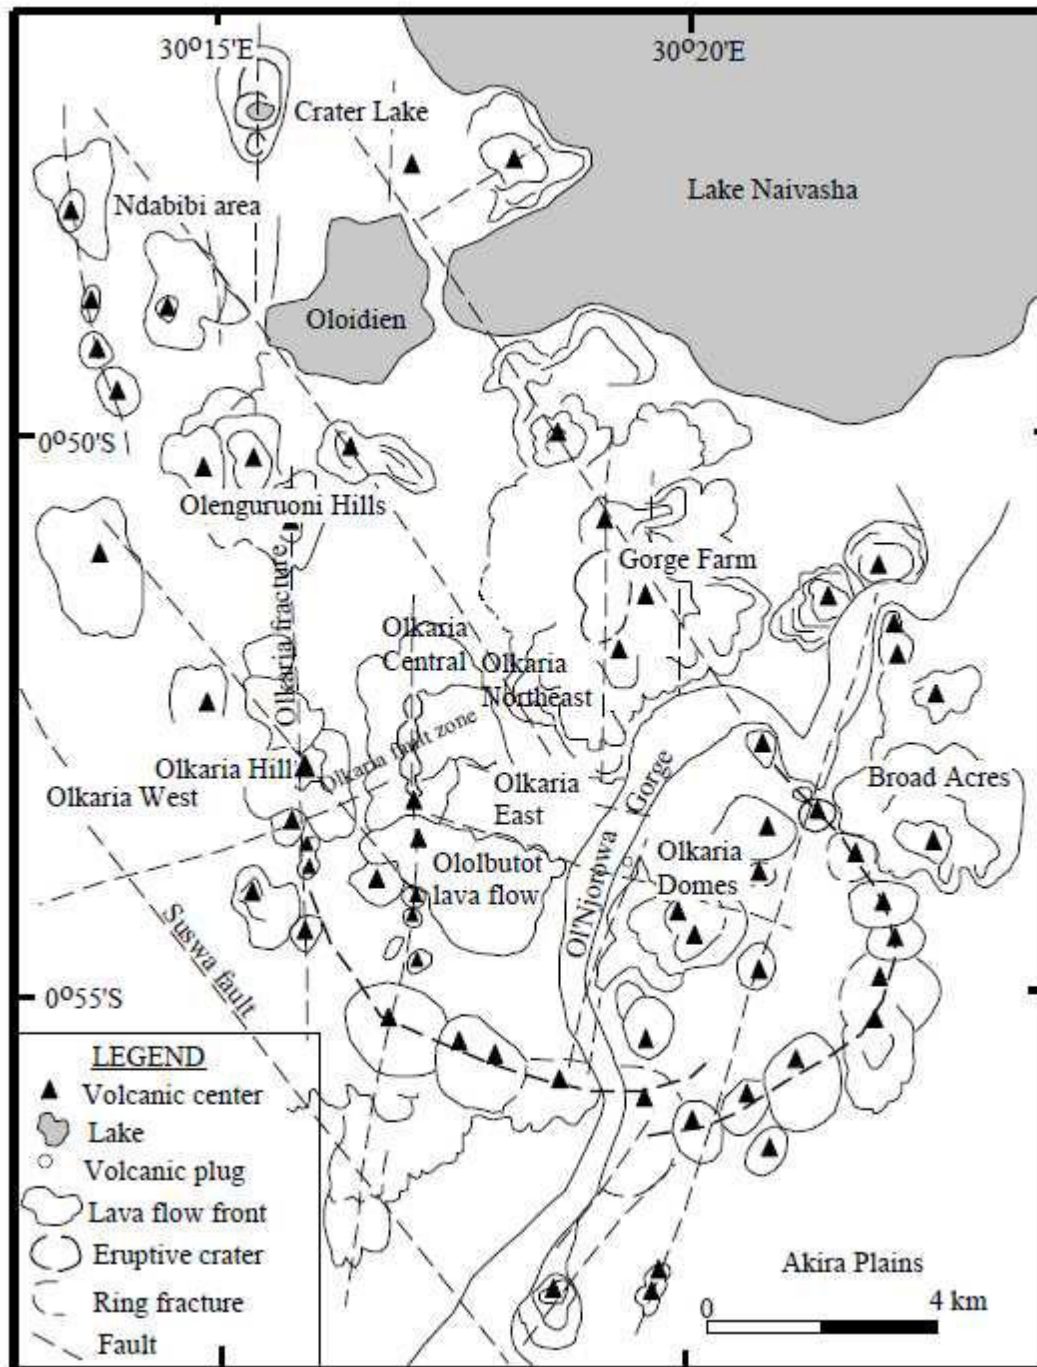 30°15'E
30°20'E
Crater Lake
Lake Naivasha
Ndabibi area
Oloidien
0°50'S
Olenguruoni Hills
Gorge Farm
Olkaria fracture
Olkaria
Central
Olkaria
Northeast
Olkaria fault zone
Olkaria Hill
Olkaria West
Olkaria
East
Ol'Njorowa Gorge
Broad Acres
Olkaria
Domes
Ololbutot
lava flow
Suswa fault
0°55'S
LEGEND
Volcanic center
Lake
Volcanic plug
Lava flow front
Eruptive crater
Ring fracture
Fault
Akira Plains
0 4 km